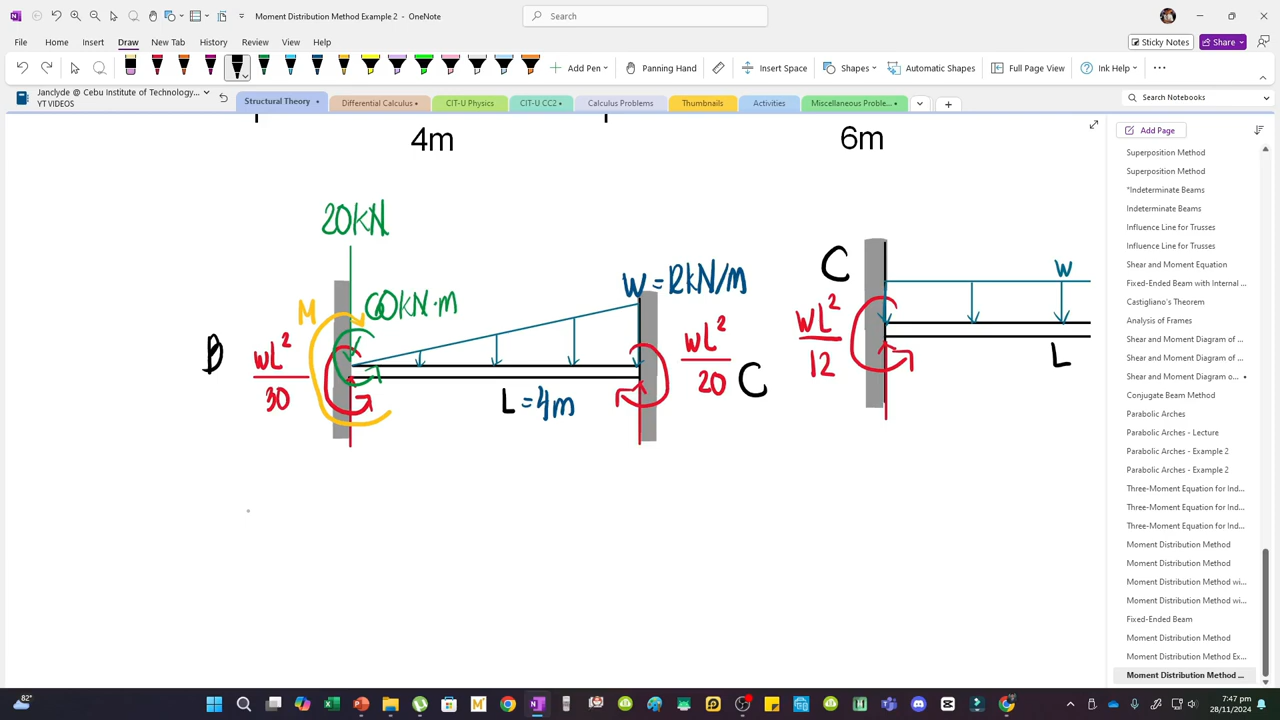 Moment Distribution Method Example 2 - OneNote
Search
File Home Insert Draw New Tab History Review View Help
Sticky Notes
Share
Add Pen
Panning Hand
Insert Space
Shapes
Automatic Shapes
Full Page View
Ink Help
Janclyde @ Cebu Institute of Technology...
YT VIDEOS
Structural Theory
Differential Calculus
CIT-U Physics
CIT-U CC2
Calculus Problems
Thumbnails
Activities
Miscellaneous Proble...
Search Notebooks
Add Page
4m
6m
20KN
60KN·m
M
B
WL²
30
W = 12KN/m
L = 4m
WL²
20
C
C
WL²
12
W
L
Superposition Method
Superposition Method
*Indeterminate Beams
Indeterminate Beams
Influence Line for Trusses
Influence Line for Trusses
Shear and Moment Equation
Fixed-Ended Beam with Internal ...
Castigliano's Theorem
Analysis of Frames
Shear and Moment Diagram of ...
Shear and Moment Diagram of ...
Shear and Moment Diagram o...
Conjugate Beam Method
Parabolic Arches
Parabolic Arches - Lecture
Parabolic Arches - Example 2
Parabolic Arches - Example 2
Three-Moment Equation for Ind...
Three-Moment Equation for Ind...
Three-Moment Equation for Ind...
Moment Distribution Method
Moment Distribution Method
Moment Distribution Method wi...
Moment Distribution Method wi...
Fixed-Ended Beam
Moment Distribution Method
Moment Distribution Method Ex...
Moment Distribution Method ...
82°
7:47 pm
28/11/2024